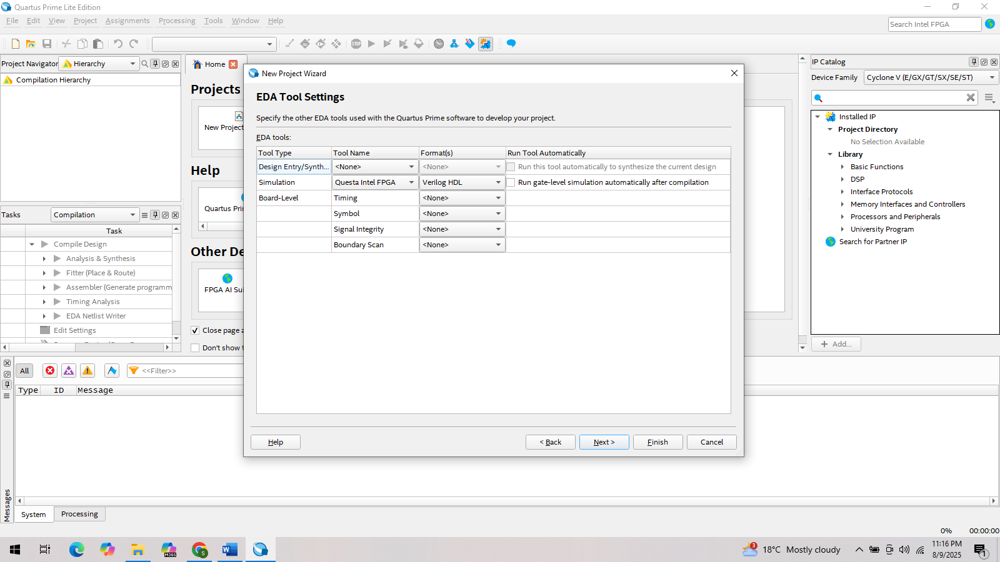 Quartus Prime Lite Edition
File Edit View Project Assignments Processing Tools Window Help
Search Intel FPGA
Project Navigator Hierarchy
Compilation Hierarchy
Tasks Compilation
Task
Compile Design
Analysis & Synthesis
Fitter (Place & Route)
Assembler (Generate programm
Timing Analysis
EDA Netlist Writer
Edit Settings
Home
Projects
New Project
Help
Quartus Pri
Other De
FPGA AI Sui
Close page a
Don't show
New Project Wizard
EDA Tool Settings
Specify the other EDA tools used with the Quartus Prime software to develop your project.
EDA tools:
Tool Type Tool Name Format(s) Run Tool Automatically
Design Entry/Synth... <None> <None> Run this tool automatically to synthesize the current design
Simulation Questa Intel FPGA Verilog HDL Run gate-level simulation automatically after compilation
Board-Level Timing <None>
Symbol <None>
Signal Integrity <None>
Boundary Scan <None>
Help < Back Next > Finish Cancel
IP Catalog
Device Family Cyclone V (E/GX/GT/SX/SE/ST)
Installed IP
Project Directory
No Selection Available
Library
Basic Functions
DSP
Interface Protocols
Memory Interfaces and Controllers
Processors and Peripherals
University Program
Search for Partner IP
+ Add...
All <<Filter>>
Type ID Message
Messages
System Processing
0% 00:00:00
M365
3
18°C Mostly cloudy
11:16 PM
8/9/2025
1